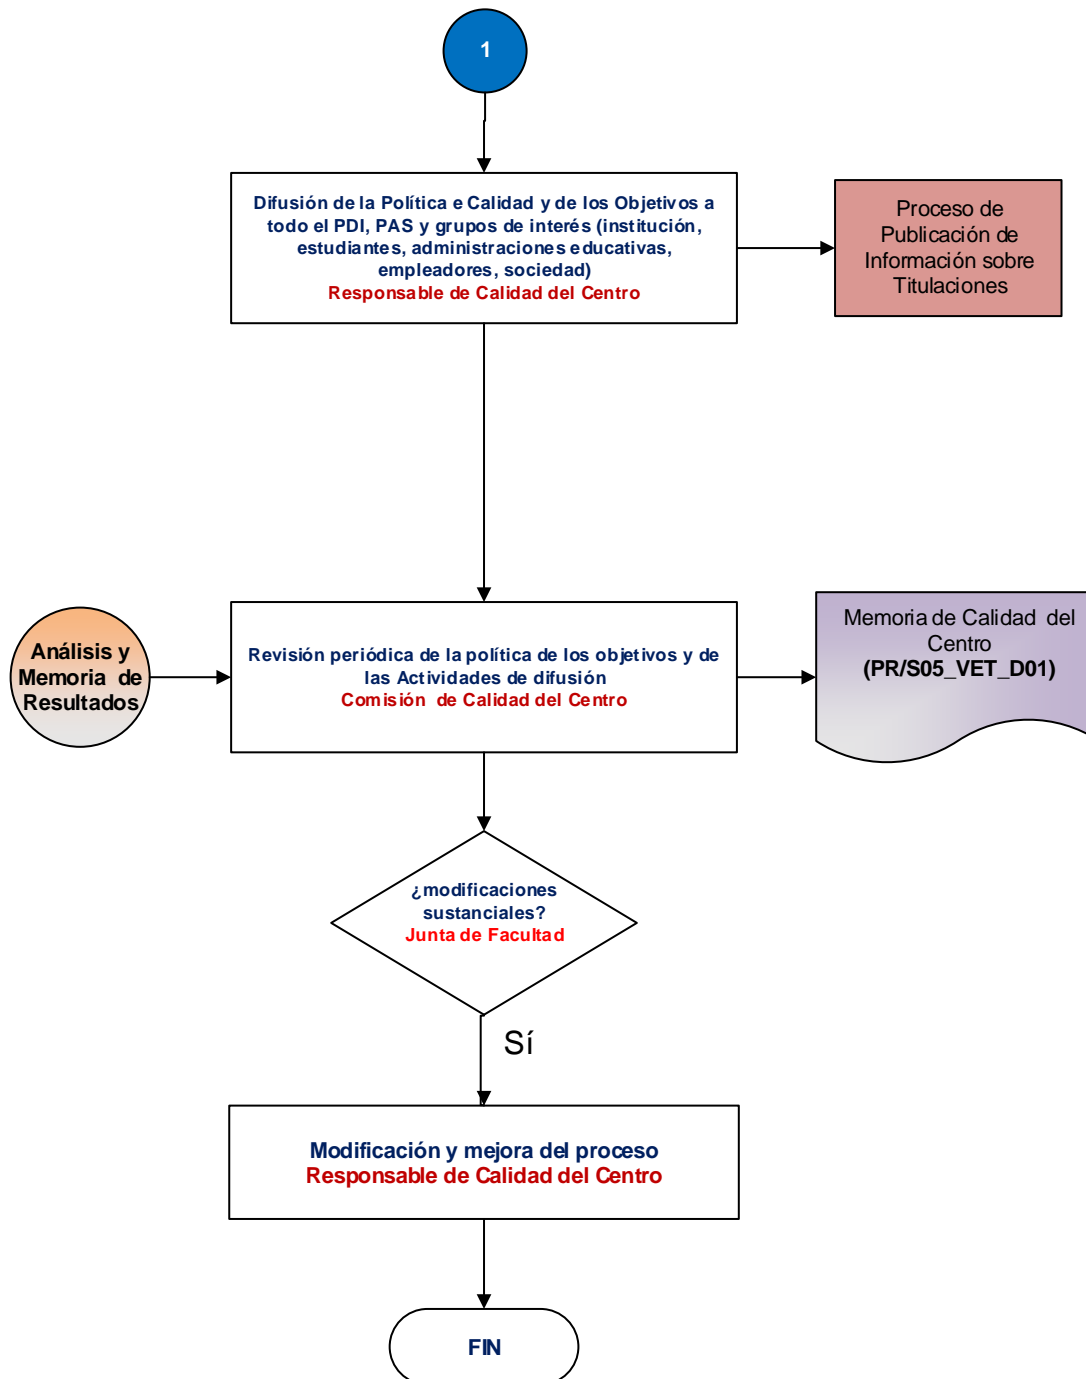 1
Difusión de la Política e Calidad y de los Objetivos a
todo el PDI, PAS y grupos de interés (institución,
estudiantes, administraciones educativas,
empleadores, sociedad)
Responsable de Calidad del Centro
Proceso de
Publicación de
Información sobre
Titulaciones
Análisis y
Memoria de
Resultados
Revisión periódica de la política de los objetivos y de
las Actividades de difusión
Comisión de Calidad del Centro
Memoria de Calidad del
Centro
(PR/S05_VET_D01)
¿modificaciones
sustanciales?
Junta de Facultad
Sí
Modificación y mejora del proceso
Responsable de Calidad del Centro
FIN